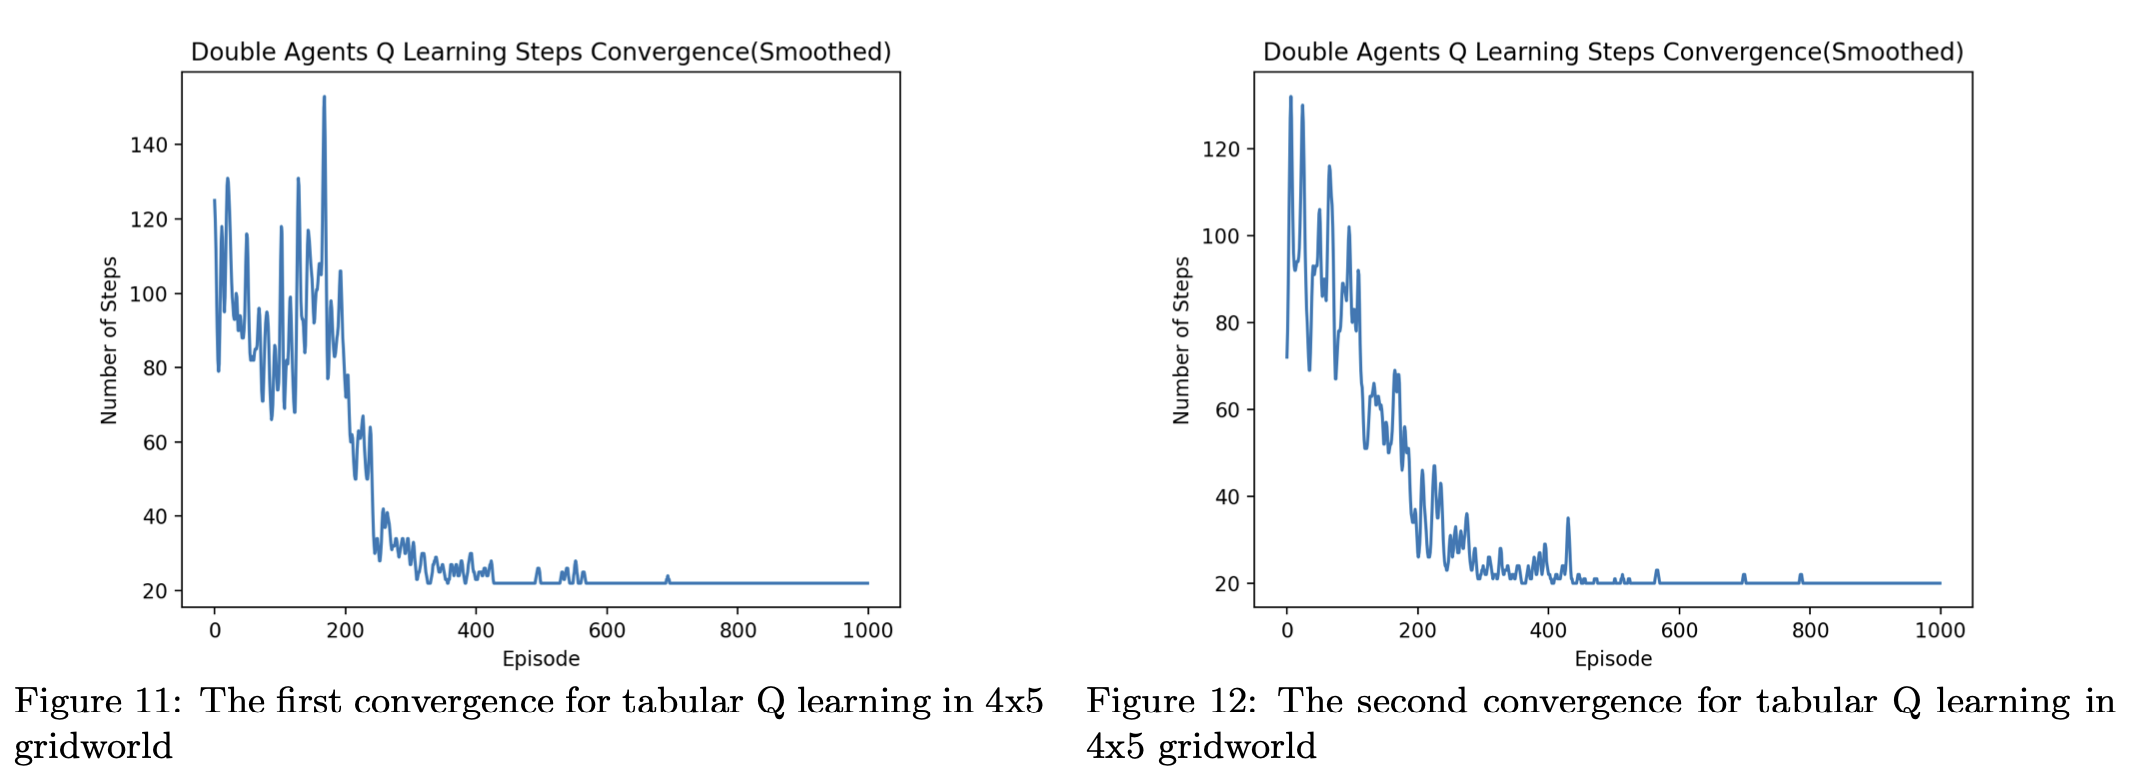 Double Agents Q Learning Steps Convergence(Smoothed)
140
120
100
80
60
40
20
Number of Steps
0 200 400 600 800 1000
Episode
Figure 11: The first convergence for tabular Q learning in 4x5
gridworld
Double Agents Q Learning Steps Convergence(Smoothed)
120
100
80
60
40
20
Number of Steps
0 200 400 600 800 1000
Episode
Figure 12: The second convergence for tabular Q learning in
4x5 gridworld